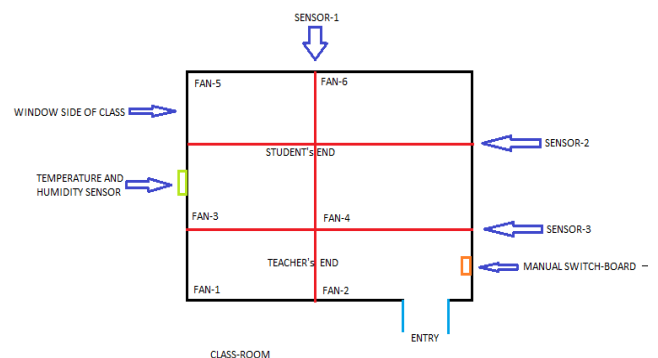 SENSOR-1
FAN-5
FAN-6
WINDOW SIDE OF CLASS
STUDENT's END
SENSOR-2
TEMPERATURE AND
HUMIDITY SENSOR
FAN-3
FAN-4
SENSOR-3
TEACHER's END
MANUAL SWITCH-BOARD
FAN-1
FAN-2
ENTRY
CLASS-ROOM